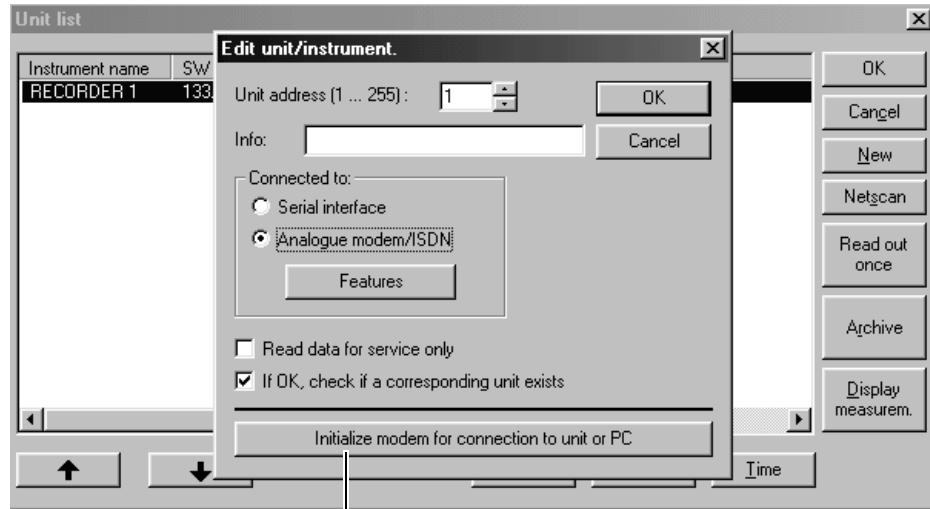 Unit list
Edit unit/instrument.
Instrument name SW
RECORDER 1 133.
Unit address (1 ... 255) : 1
OK
Info:
Cancel
Connected to:
Serial interface
Analogue modem/ISDN
Features
Read data for service only
If OK, check if a corresponding unit exists
Initialize modem for connection to unit or PC
OK
Cancel
New
Netscan
Read out
once
Archive
Display
measurem.
Time